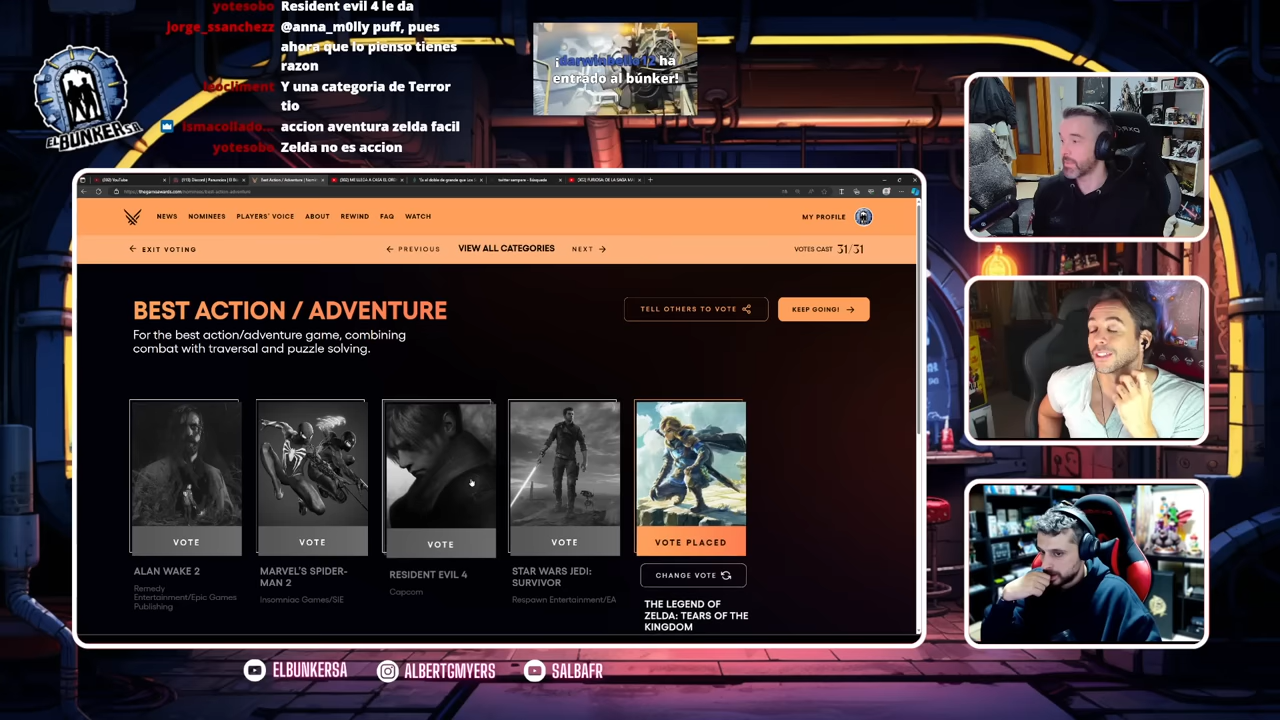 yotesobo Resident evil 4 le da
jorge_ssanchezz @anna_m0lly puff, pues
ahora que lo pienso tienes
razon
Y una categoria de Terror
tio
ismacollado... accion aventura zelda facil
yotesobo Zelda no es accion
ha
entrado al búnker!
ELBUNKERSA
NEWS NOMINEES PLAYERS' VOICE ABOUT REWIND FAQ WATCH
MY PROFILE
EXIT VOTING
PREVIOUS VIEW ALL CATEGORIES NEXT
VOTES CAST 31/31
BEST ACTION / ADVENTURE
For the best action/adventure game, combining
combat with traversal and puzzle solving.
TELL OTHERS TO VOTE
KEEP GOING!
VOTE VOTE VOTE VOTE VOTE PLACED
CHANGE VOTE
ALAN WAKE 2
Remedy
Entertainment/Epic Games
Publishing
MARVEL'S SPIDER-
MAN 2
Insomniac Games/SIE
RESIDENT EVIL 4
Capcom
STAR WARS JEDI:
SURVIVOR
Respawn Entertainment/EA
THE LEGEND OF
ZELDA: TEARS OF THE
KINGDOM
ELBUNKERSA ALBERTGMYERS SALBAFR